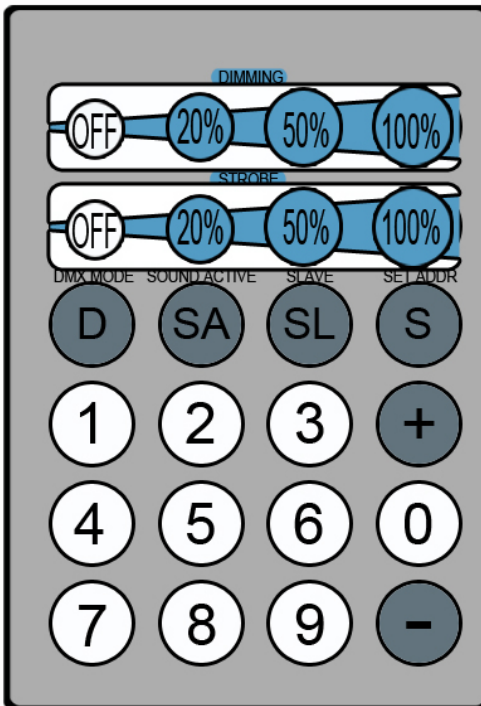 DIMMING
OFF 20% 50% 100%
STROBE
OFF 20% 50% 100%
DMX MODE SOUND ACTIVE SLAVE SET ADDR
D SA SL S
1 2 3 +
4 5 6 0
7 8 9 -